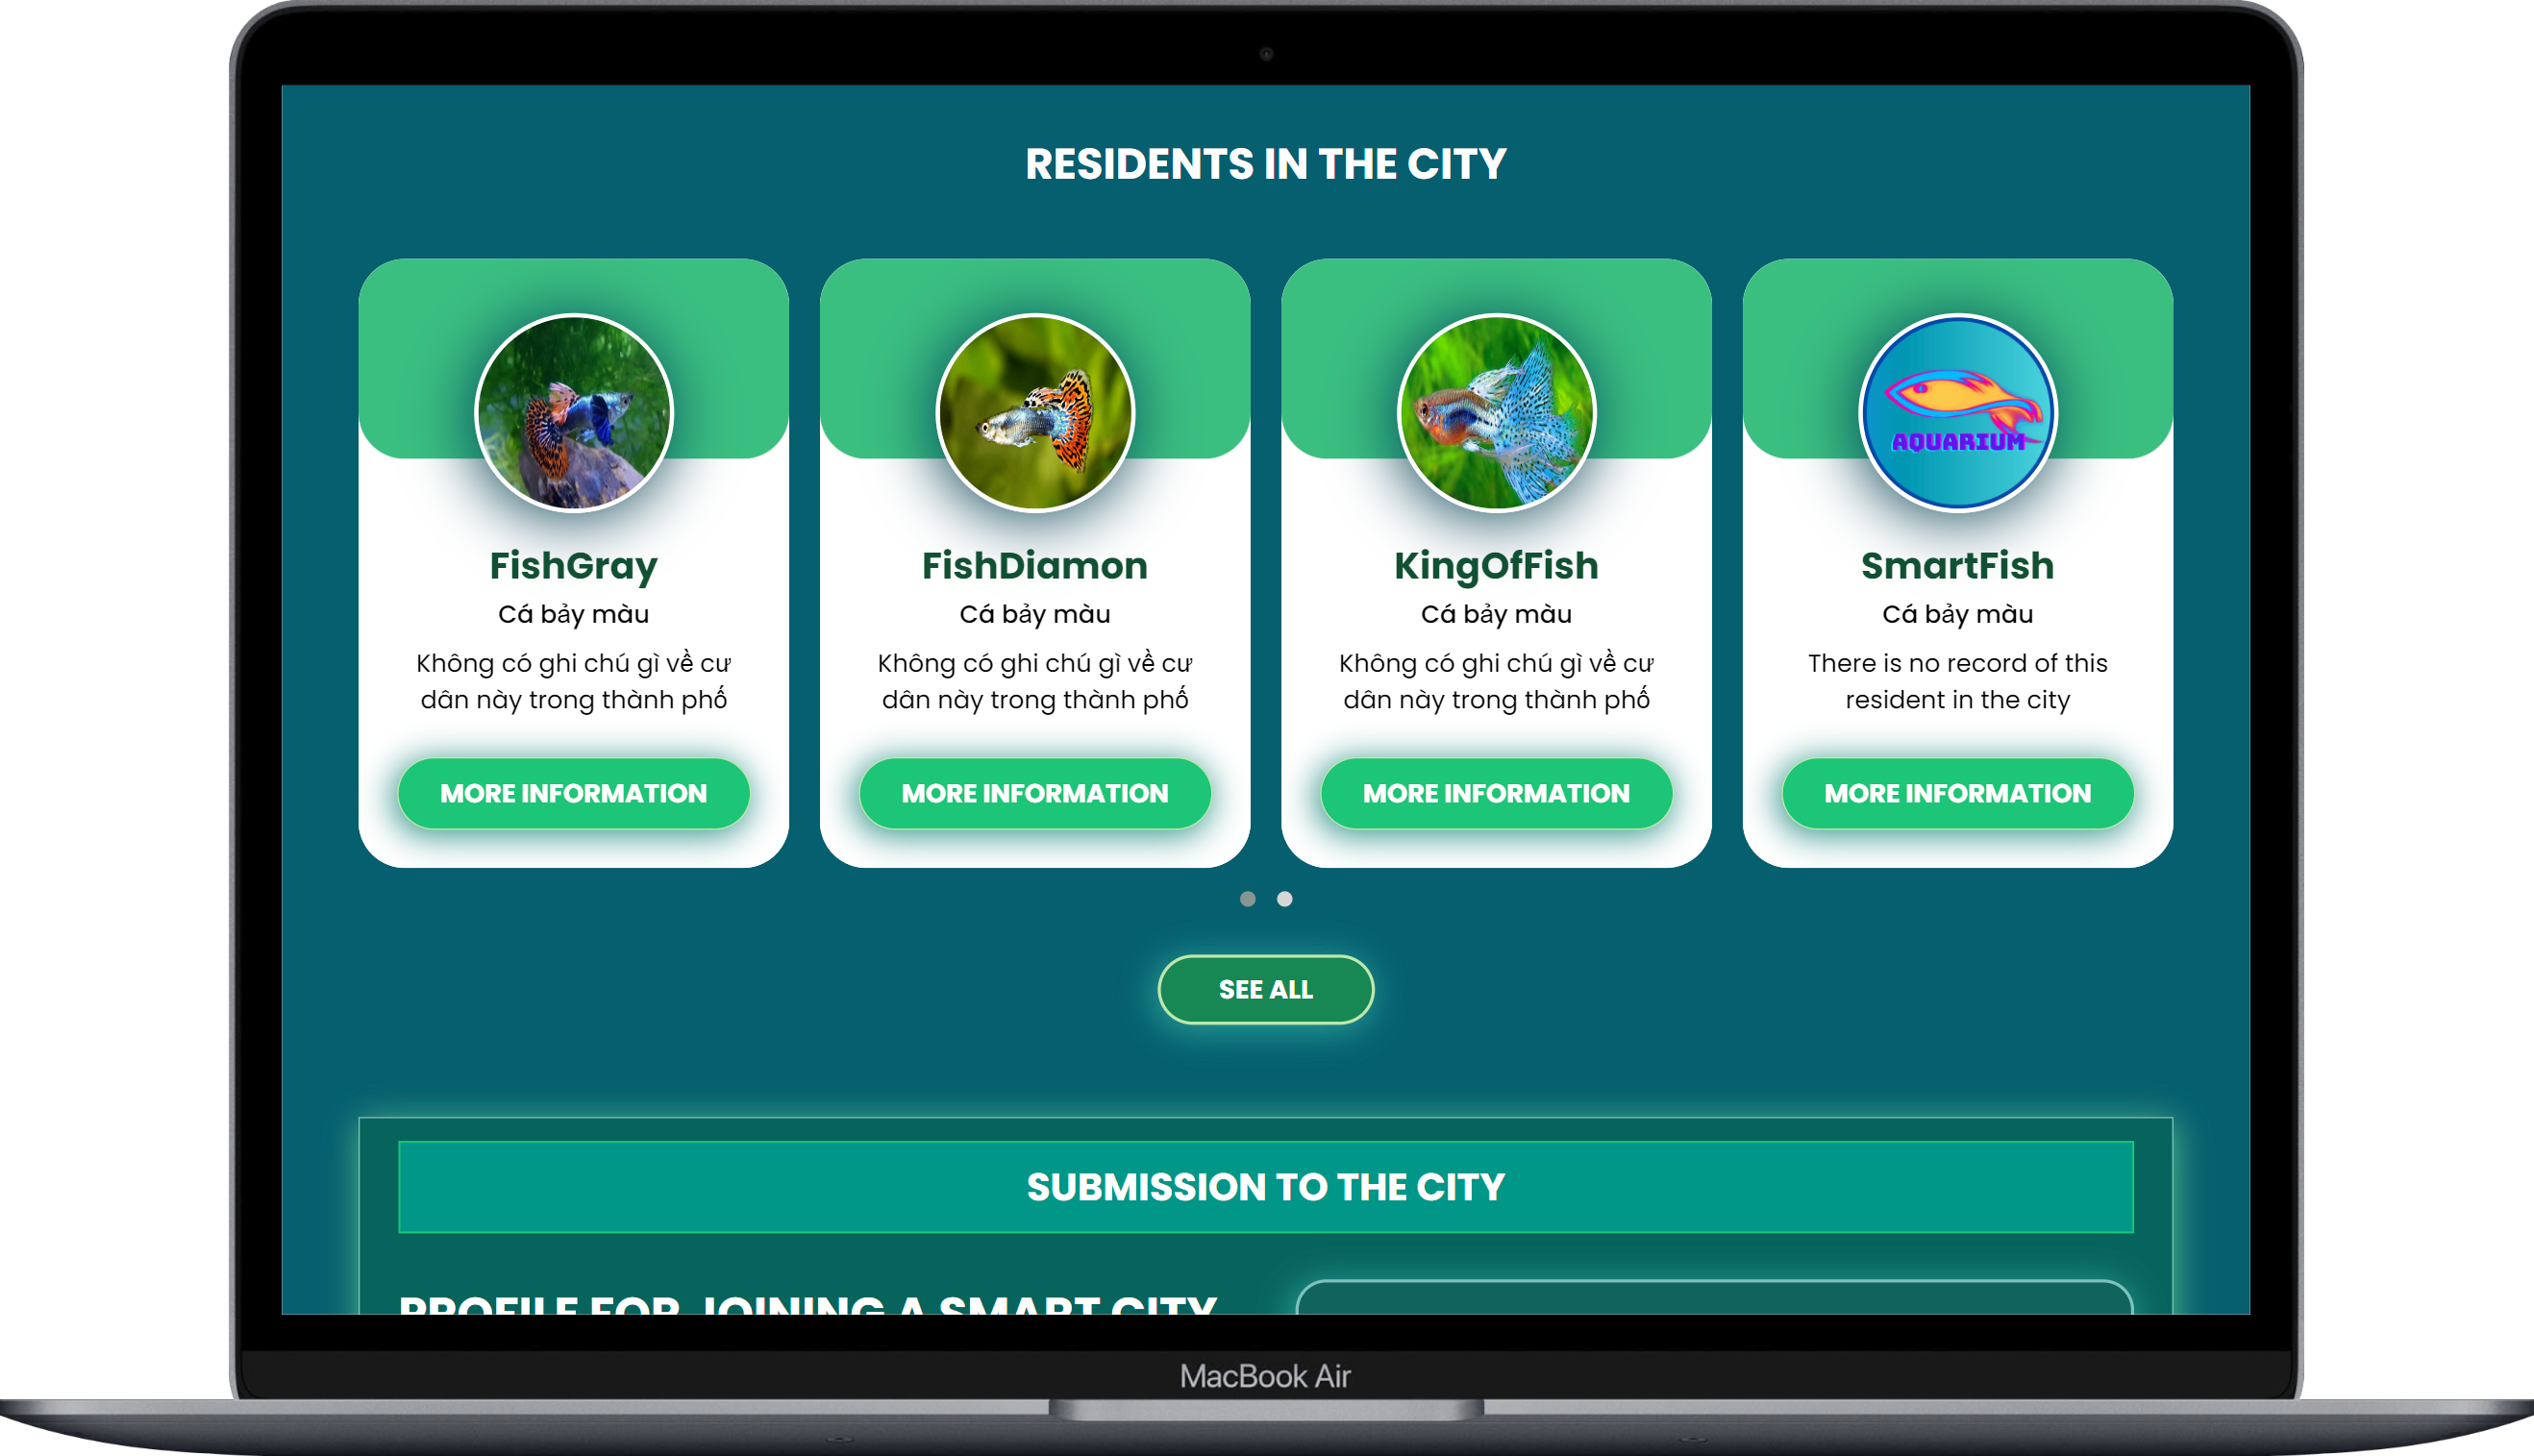 RESIDENTS IN THE CITY
AQUARIUM
FishGray
Cá bảy màu
Không có ghi chú gì về cư
dân này trong thành phố
MORE INFORMATION
FishDiamon
Cá bảy màu
Không có ghi chú gì về cư
dân này trong thành phố
MORE INFORMATION
KingOfFish
Cá bảy màu
Không có ghi chú gì về cư
dân này trong thành phố
MORE INFORMATION
SmartFish
Cá bảy màu
There is no record of this
resident in the city
MORE INFORMATION
SEE ALL
SUBMISSION TO THE CITY
PROFILE FOR JOINING A SMART CITY
MacBook Air